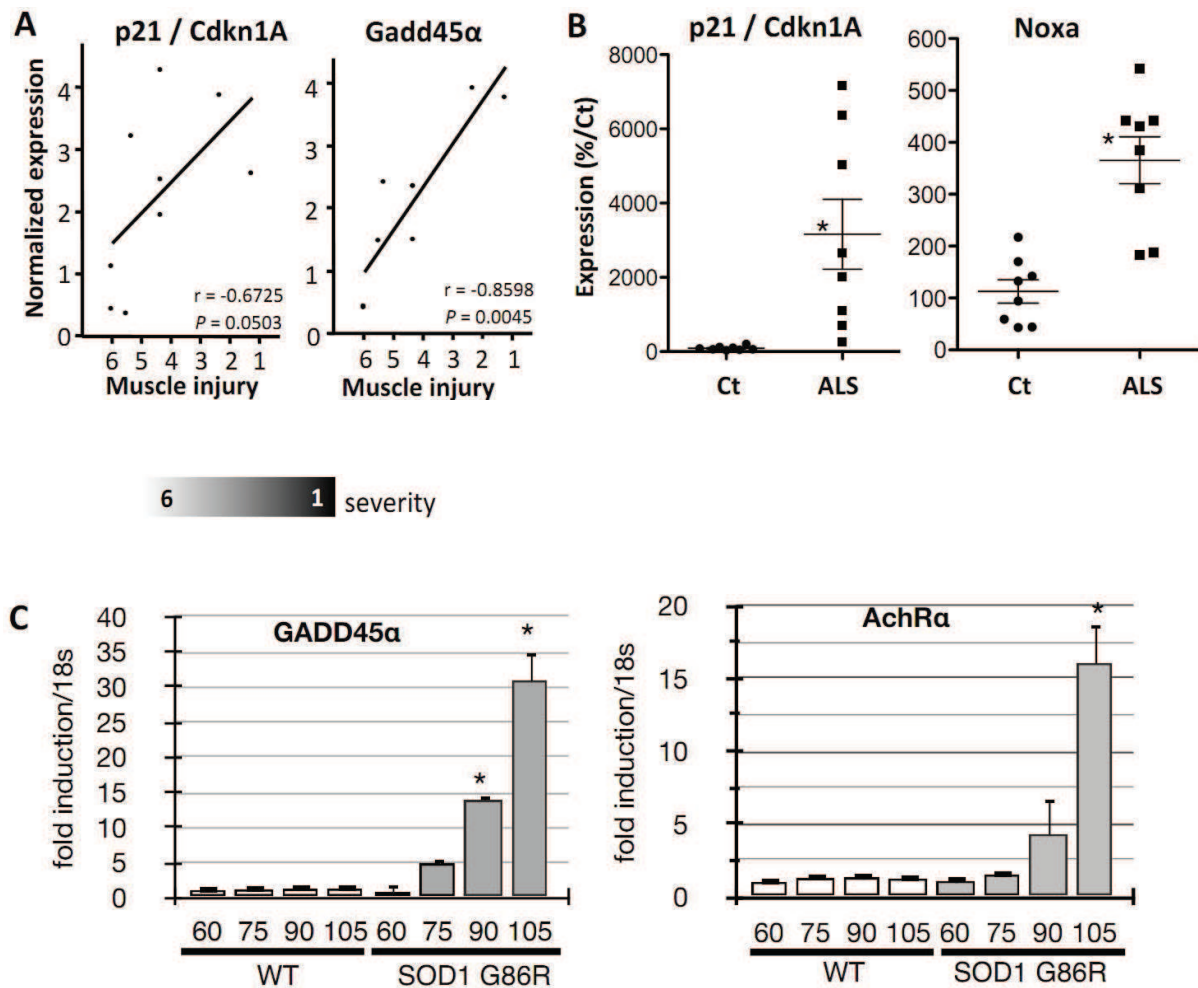 A
p21 / Cdkn1A
Gadd45α
Normalized expression
4
3
2
1
0
r = -0.6725
P = 0.0503
6 5 4 3 2 1
Muscle injury
4
3
2
1
0
r = -0.8598
P = 0.0045
6 5 4 3 2 1
Muscle injury
B
p21 / Cdkn1A
Noxa
Expression (%/Ct)
8000
6000
4000
2000
0
*
Ct ALS
600
500
400
300
200
100
0
*
Ct ALS
6 1 severity
C
GADD45α
fold induction/18s
40
35
30
25
20
15
10
5
0
* *
60 75 90 105 60 75 90 105
WT SOD1 G86R
AchRα
fold induction/18s
20
15
10
5
0
*
60 75 90 105 60 75 90 105
WT SOD1 G86R